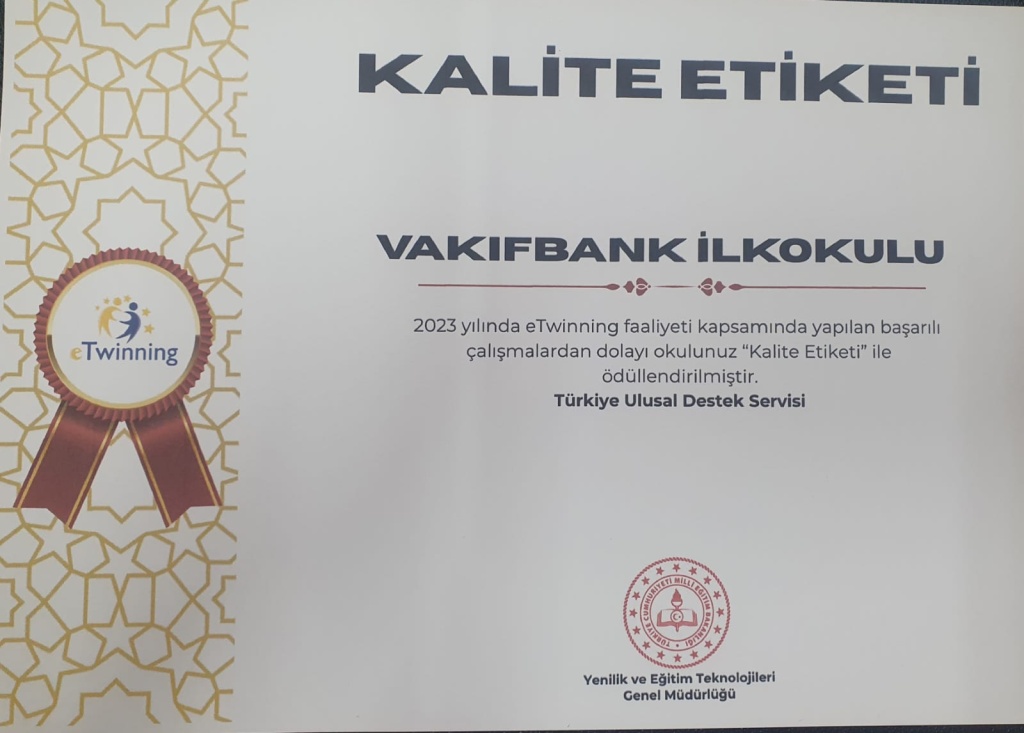 KALİTE ETİKETİ
VAKIFBANK İLKOKULU
eTwinning
2023 yılında eTwinning faaliyeti kapsamında yapılan başarılı
çalışmalardan dolayı okulunuz “Kalite Etiketi” ile
ödüllendirilmiştir.
Türkiye Ulusal Destek Servisi
TÜRKİYE CUMHURİYETİ MİLLÎ EĞİTİM BAKANLIĞI
Yenilik ve Eğitim Teknolojileri
Genel Müdürlüğü